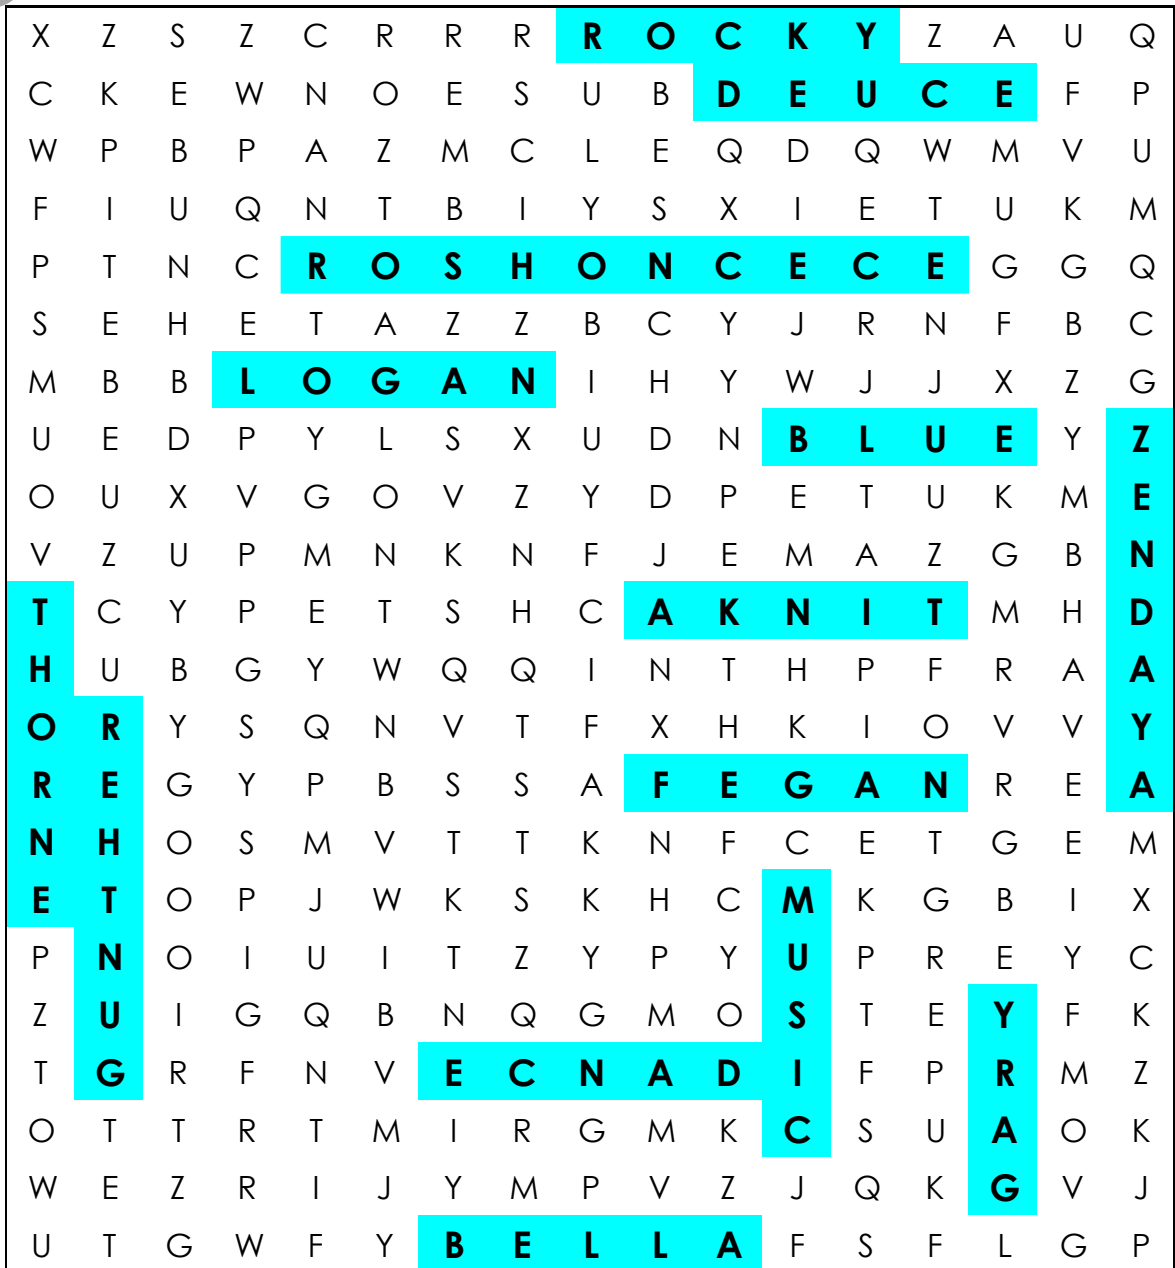 X Z S Z C R R R R O C K Y Z A U Q
C K E W N O E S U B D E U C E F P
W P B P A Z M C L E Q D Q W M V U
F I U Q N T B I Y S X I E T U K M
P T N C R O S H O N C E C E G G Q
S E H E T A Z Z B C Y J R N F B C
M B B L O G A N I H Y W J J X Z G
U E D P Y L S X U D N B L U E Y Z
O U X V G O V Z Y D P E T U K M E
V Z U P M N K N F J E M A Z G B N
T C Y P E T S H C A K N I T M H D
H U B G Y W Q Q I N T H P F R A A
O R Y S Q N V T F X H K I O V V Y
R E G Y P B S S A F E G A N R E A
N H O S M V T T K N F C E T G E M
E T O P J W K S K H C M K G B I X
P N O I U I T Z Y P Y U P R E Y C
Z U I G Q B N Q G M O S T E Y F K
T G R F N V E C N A D I F P R M Z
O T T R T M I R G M K C S U A O K
W E Z R I J Y M P V Z J Q K G V J
U T G W F Y B E L L A F S F L G P